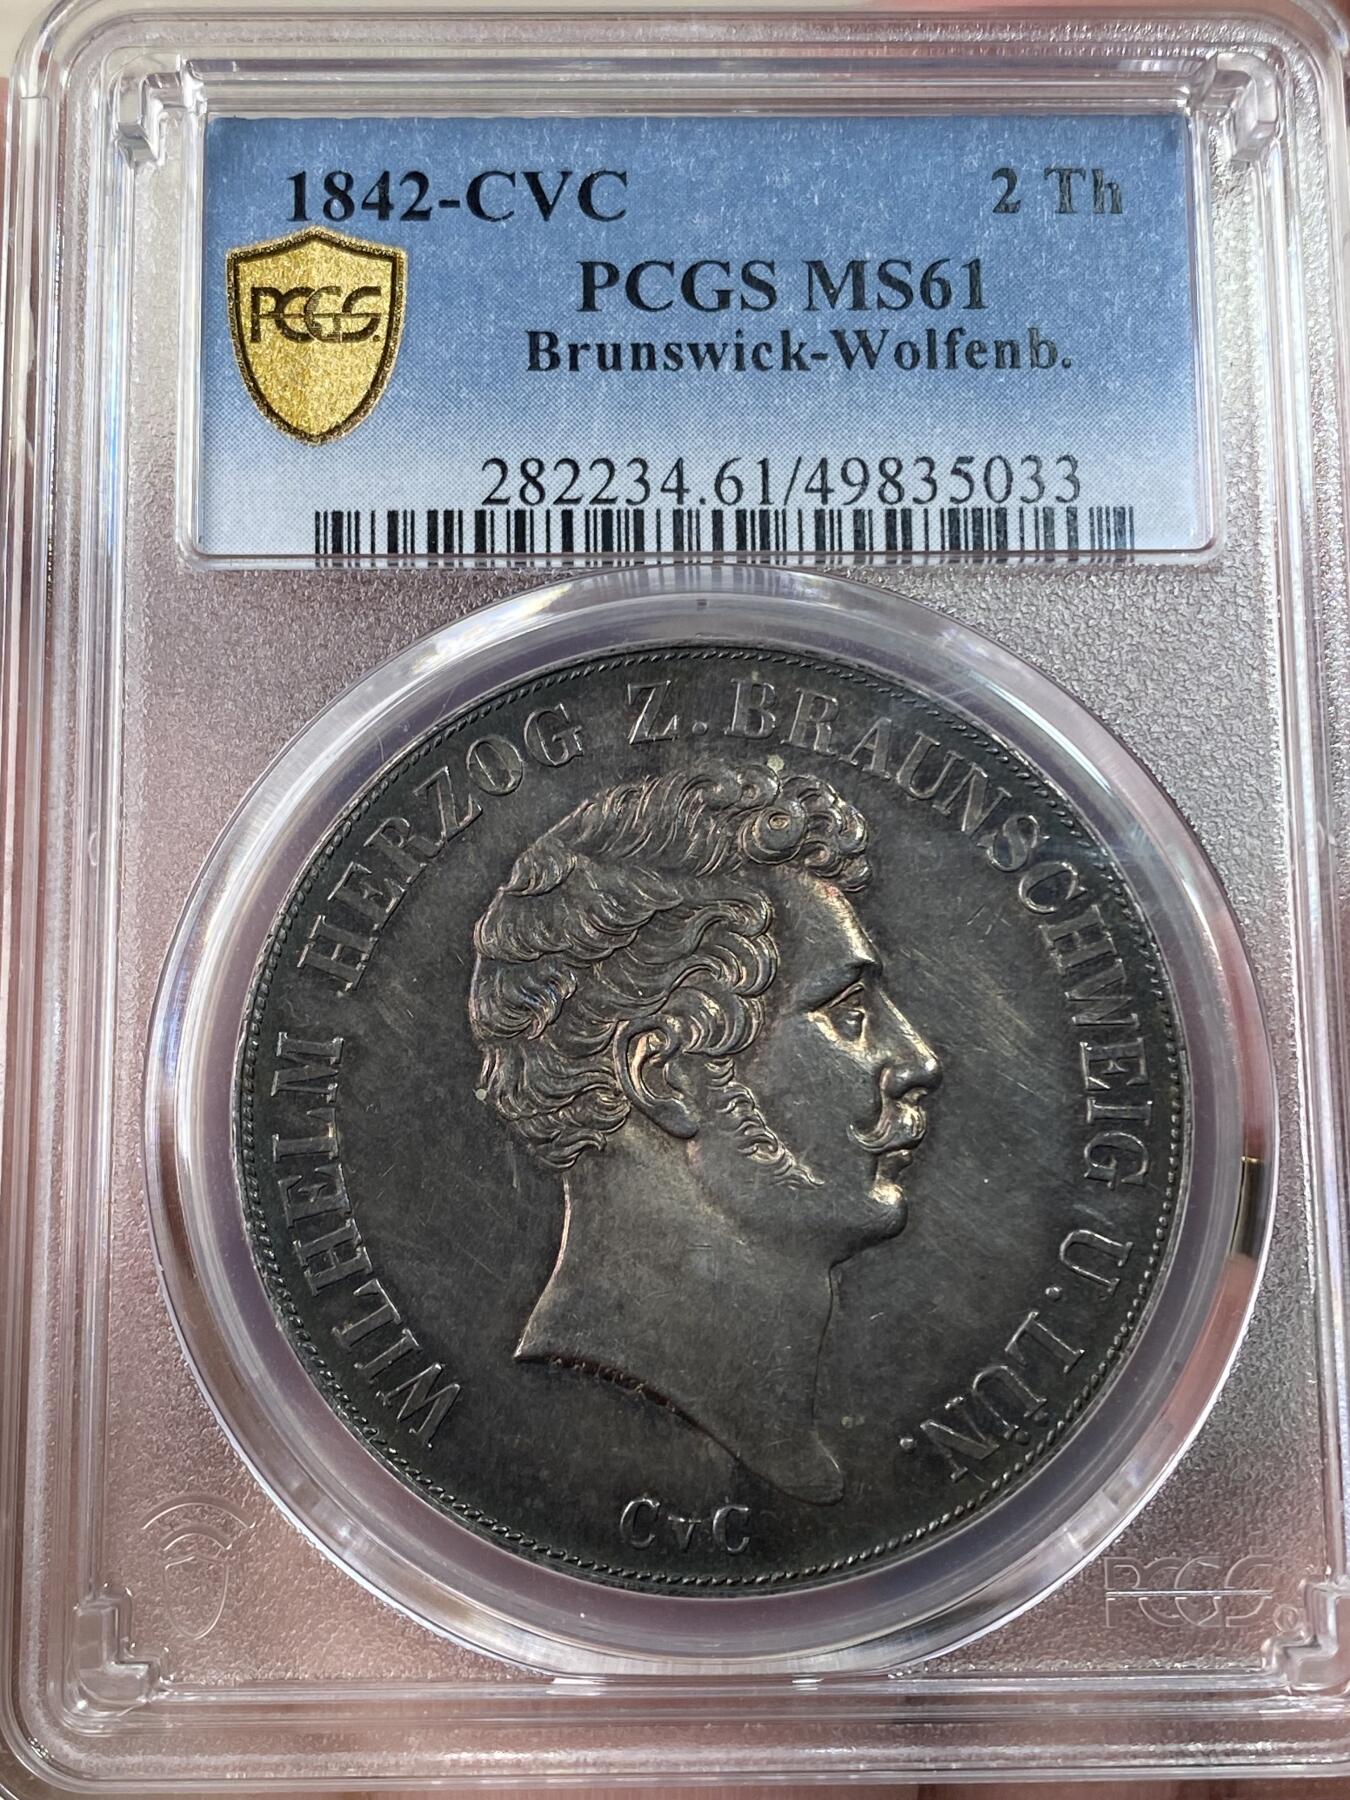 1842-CVC 2 Th
PCGS MS61
Brunswick-Wolfenb.
PCGS
282234.61/49835033
WILHELM HERZOG Z. BRAUNSCHWEIG U. LÜN.
CvC
PCGS